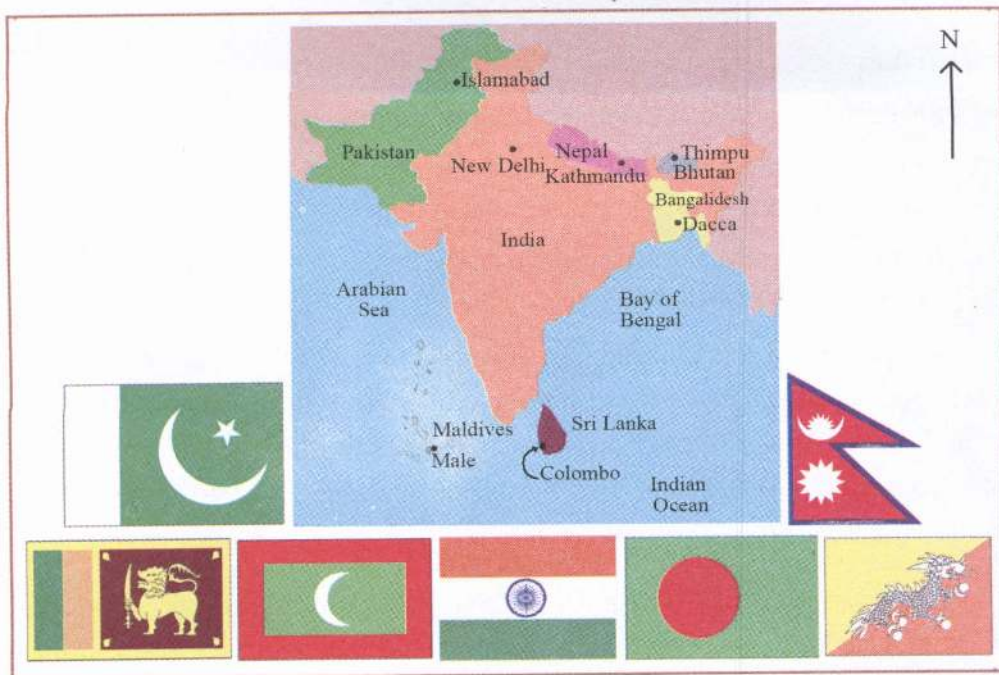 N
Islamabad
Pakistan
New Delhi
Nepal
Kathmandu
Thimpu
Bhutan
Bangalidesh
Dacca
India
Arabian
Sea
Bay of
Bengal
Maldives
Male
Sri Lanka
Colombo
Indian
Ocean